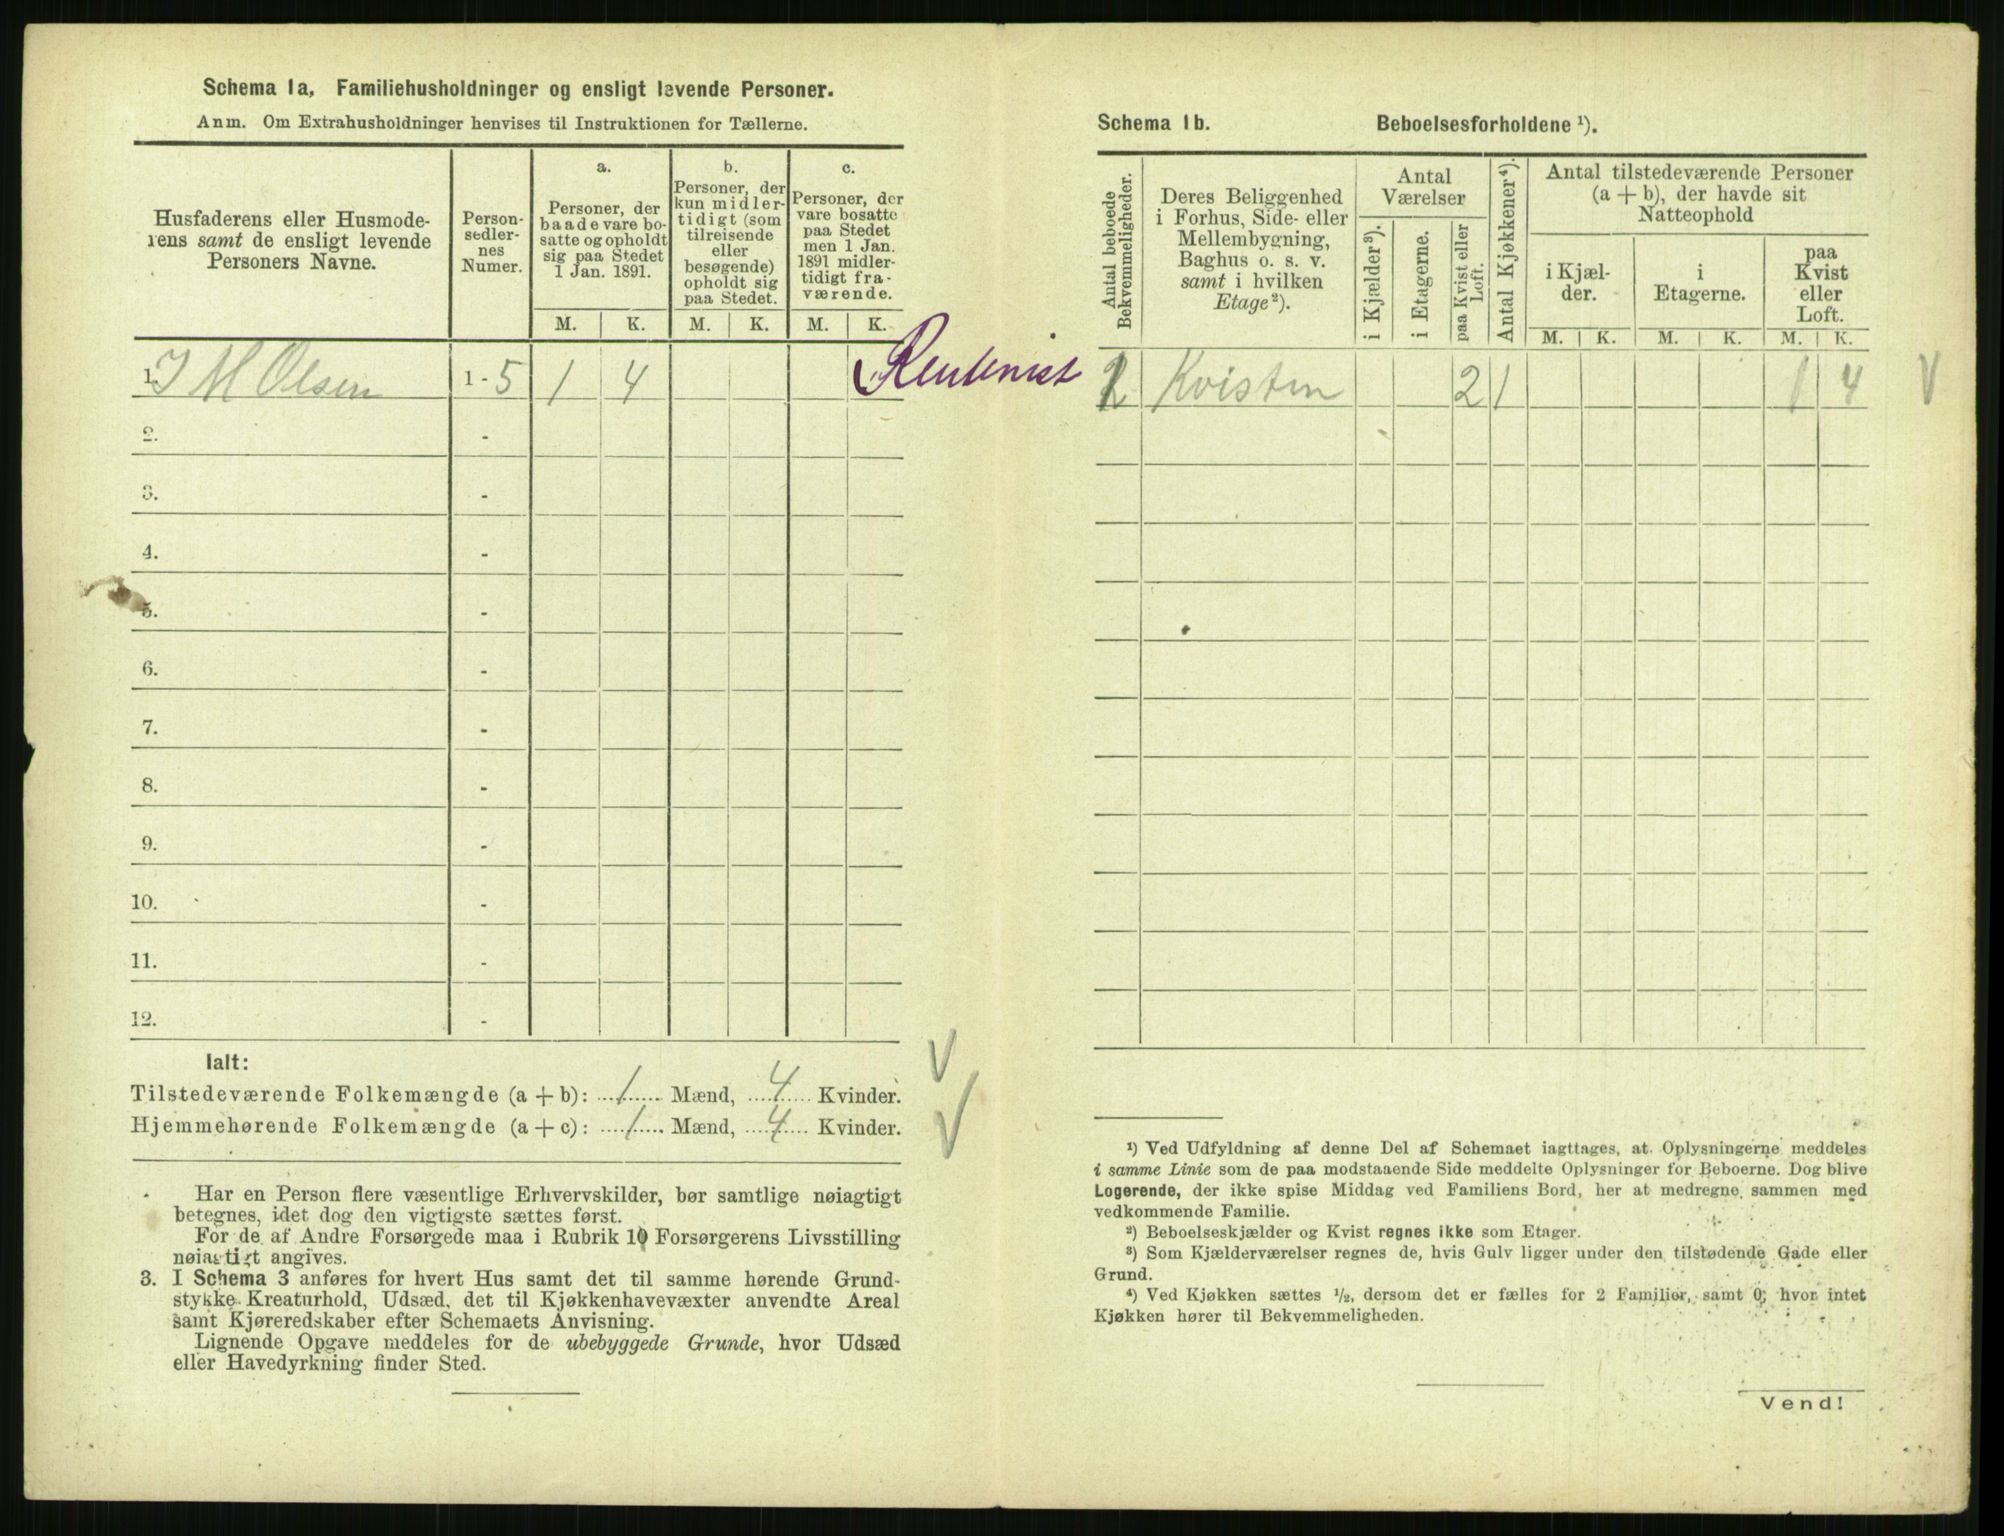 Schema 1a, Familiehusholdninger og ensligt levende Personer.
Anm. Om Extrahusholdninger henvises til Instruktionen for Tællerne.
Husfaderens eller Husmoderens samt de ensligt levende Personers Navne.
Person-sedler-nes Numer.
a.
Personer, der baade vare bosatte og opholdt sig paa Stedet 1 Jan. 1891.
b.
Personer, der kun midlertidigt (som tilreisende eller besøgende) opholdt sig paa Stedet.
c.
Personer, der vare bosatte paa Stedet men 1 Jan. 1891 midlertidigt fraværende.
M. K. M. K. M. K.
1. J M Olsen 1-5 1 4 Rentenist
2. -
3. -
4. -
5. -
6. -
7. -
8. -
9. -
10. -
11. -
12. -
Ialt:
Tilstedeværende Folkemængde (a + b): 1 Mænd, 4 Kvinder.
Hjemmehørende Folkemængde (a + c): 1 Mænd, 4 Kvinder.
Har en Person flere væsentlige Erhvervskilder, bør samtlige nøiagtigt
betegnes, idet dog den vigtigste sættes først.
For de af Andre Forsørgede maa i Rubrik 10 Forsørgerens Livsstilling
nøiagtigt angives.
3. I Schema 3 anføres for hvert Hus samt det til samme hørende Grund-
stykke Kreaturhold, Udsæd, det til Kjøkkenhavevæxter anvendte Areal
samt Kjøreredskaber efter Schemaets Anvisning.
Lignende Opgave meddeles for de ubebyggede Grunde, hvor Udsæd
eller Havedyrkning finder Sted.
Schema 1b. Beboelsesforholdene ¹).
Antal beboede Bekvemmeligheder.
Deres Beliggenhed i Forhus, Side- eller Mellembygning, Baghus o. s. v. samt i hvilken Etage²).
Antal Værelser
i Kjælder³).
i Etagerne.
paa Kvist eller Loft.
Antal Kjøkkener⁴).
Antal tilstedeværende Personer (a + b), der havde sit Natteophold
i Kjælder.
i Etagerne.
paa Kvist eller Loft.
M. K. M. K. M. K.
1 Kvisten 2 1 1 4
¹) Ved Udfyldning af denne Del af Schemaet iagttages, at Oplysningerne meddeles
i samme Linie som de paa modstaaende Side meddelte Oplysninger for Beboerne. Dog blive
Logerende, der ikke spise Middag ved Familiens Bord, her at medregne sammen med
vedkommende Familie.
²) Beboelseskjælder og Kvist regnes ikke som Etager.
³) Som Kjælderværelser regnes de, hvis Gulv ligger under den tilstødende Gade eller
Grund.
⁴) Ved Kjøkken sættes ¹/₂, dersom det er fælles for 2 Familier, samt 0, hvor intet
Kjøkken hører til Bekvemmeligheden.
Vend!